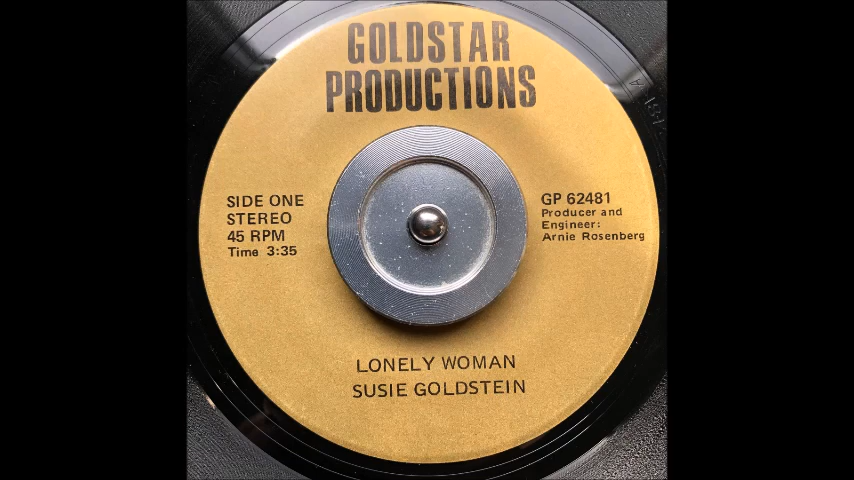 GOLDSTAR
PRODUCTIONS
SIDE ONE
STEREO
45 RPM
Time 3:35
GP 62481
Producer and
Engineer:
Arnie Rosenberg
LONELY WOMAN
SUSIE GOLDSTEIN